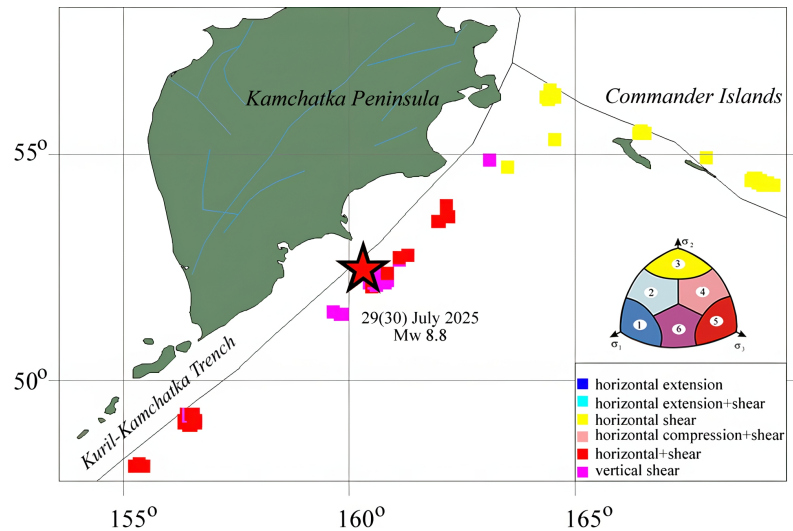 Kamchatka Peninsula
Commander Islands
55°
σ2
3
2
4
1
5
6
σ1
σ3
29(30) July 2025
Mw 8.8
50°
Kuril-Kamchatka Trench
horizontal extension
horizontal extension+shear
horizontal shear
horizontal compression+shear
horizontal+shear
vertical shear
155°
160°
165°